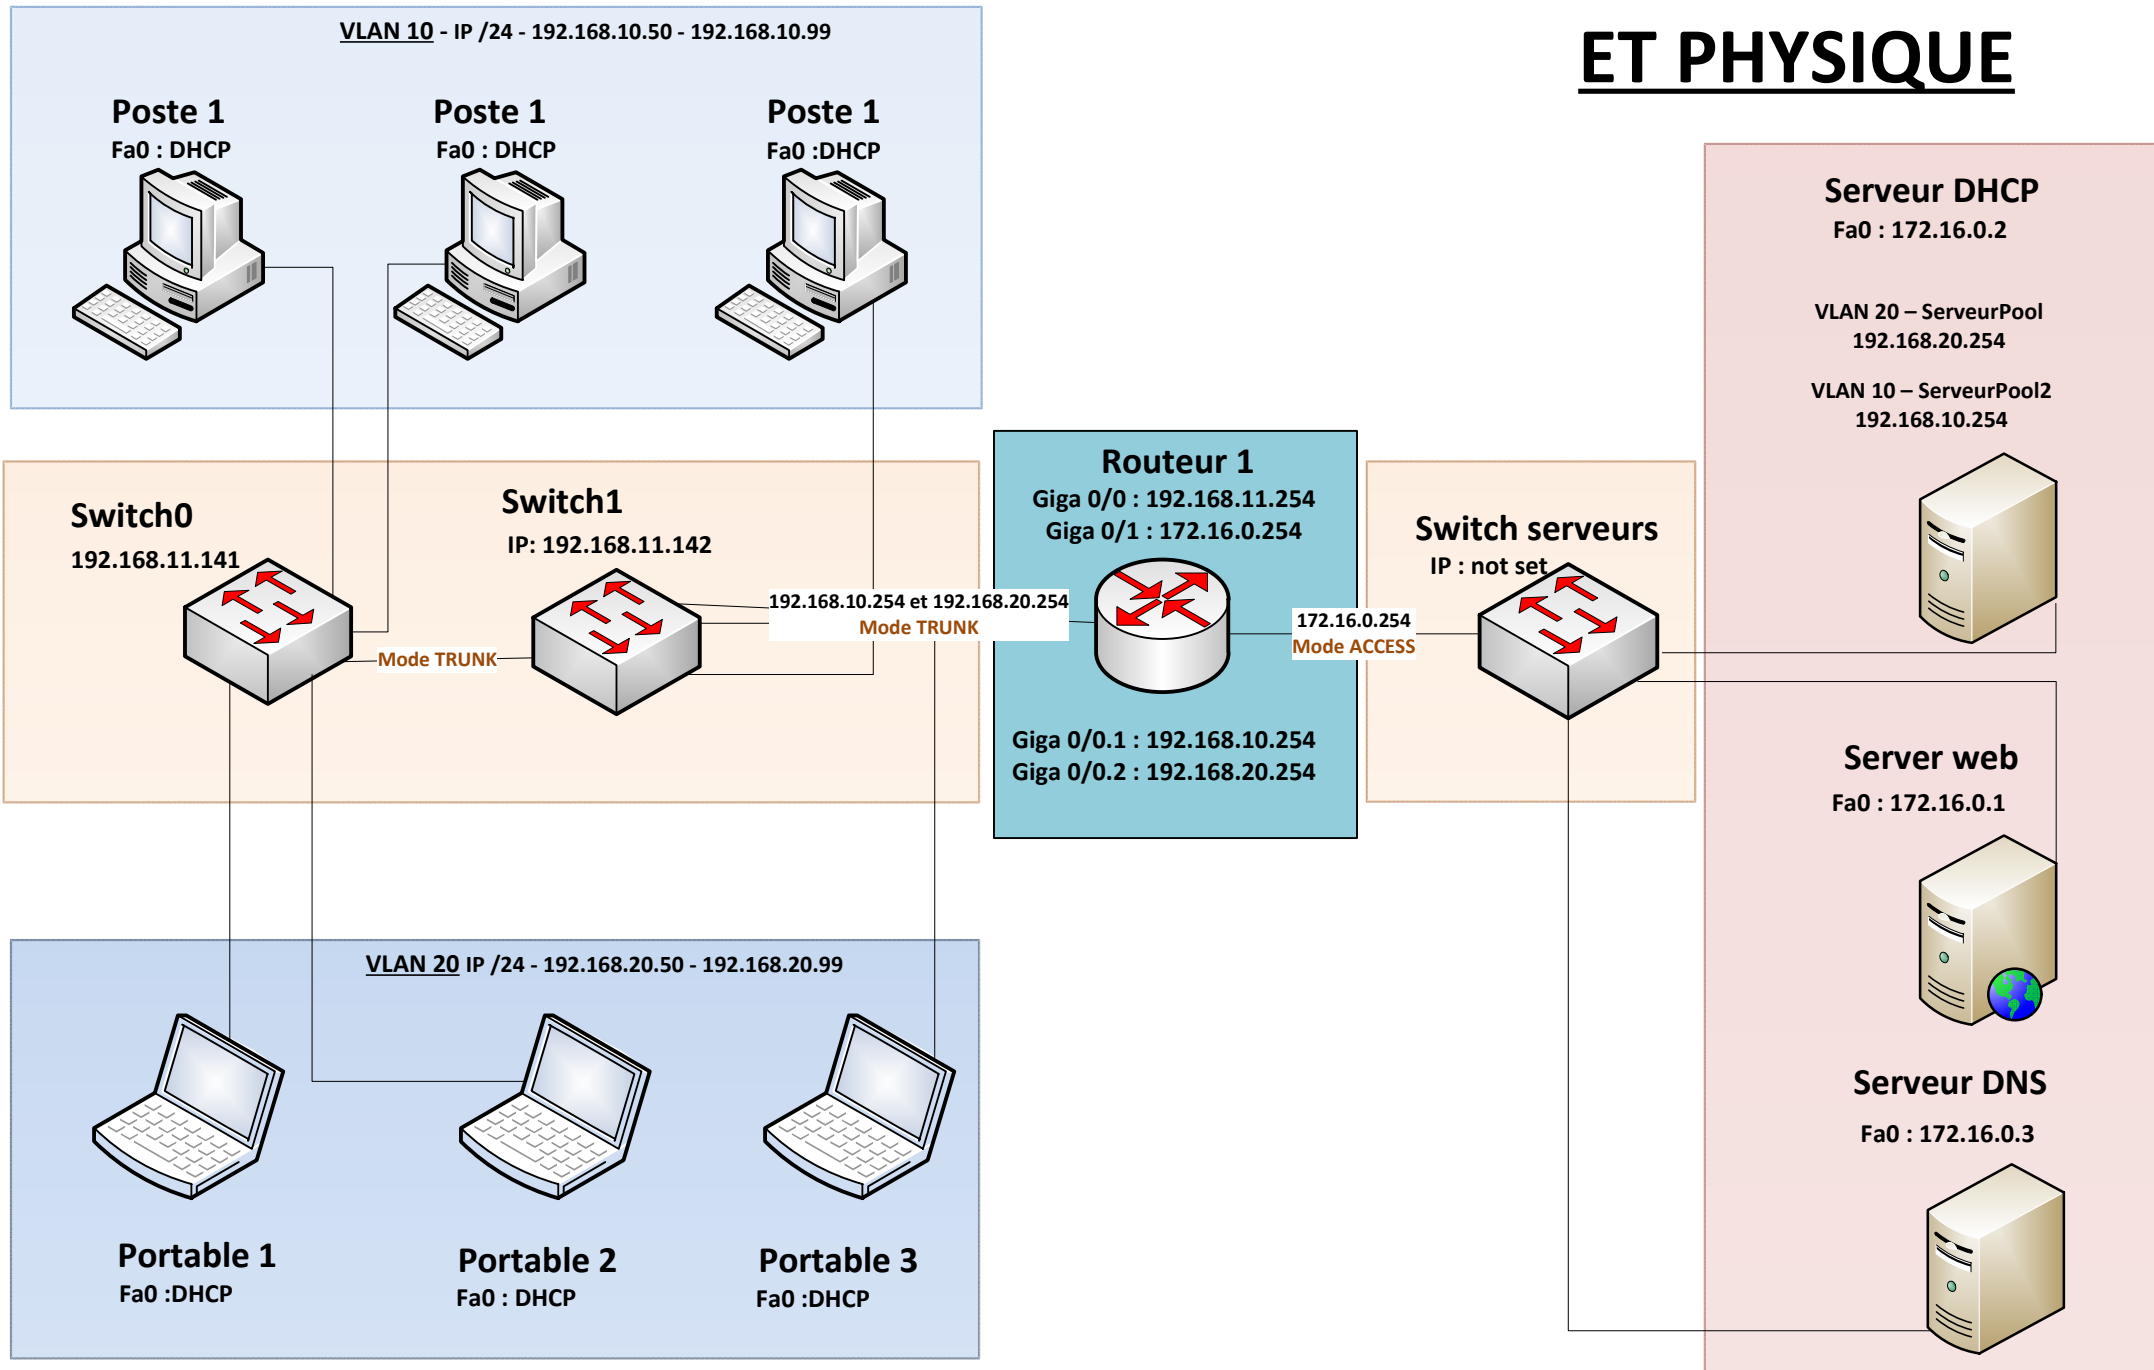 ET PHYSIQUE
VLAN 10 - IP /24 - 192.168.10.50 - 192.168.10.99
Poste 1
Fa0 : DHCP
Poste 1
Fa0 : DHCP
Poste 1
Fa0 :DHCP
Switch0
192.168.11.141
Switch1
IP: 192.168.11.142
Mode TRUNK
192.168.10.254 et 192.168.20.254
Mode TRUNK
Routeur 1
Giga 0/0 : 192.168.11.254
Giga 0/1 : 172.16.0.254
Giga 0/0.1 : 192.168.10.254
Giga 0/0.2 : 192.168.20.254
172.16.0.254
Mode ACCESS
Switch serveurs
IP : not set
Serveur DHCP
Fa0 : 172.16.0.2
VLAN 20 – ServeurPool
192.168.20.254
VLAN 10 – ServeurPool2
192.168.10.254
Server web
Fa0 : 172.16.0.1
Serveur DNS
Fa0 : 172.16.0.3
VLAN 20 IP /24 - 192.168.20.50 - 192.168.20.99
Portable 1
Fa0 :DHCP
Portable 2
Fa0 : DHCP
Portable 3
Fa0 :DHCP